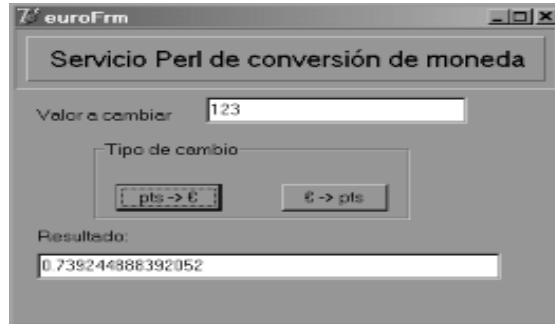 euroFrm
Servicio Perl de conversión de moneda
Valor a cambiar
123
Tipo de cambio
pts -> €
€ -> pts
Resultado:
0.739244888392052